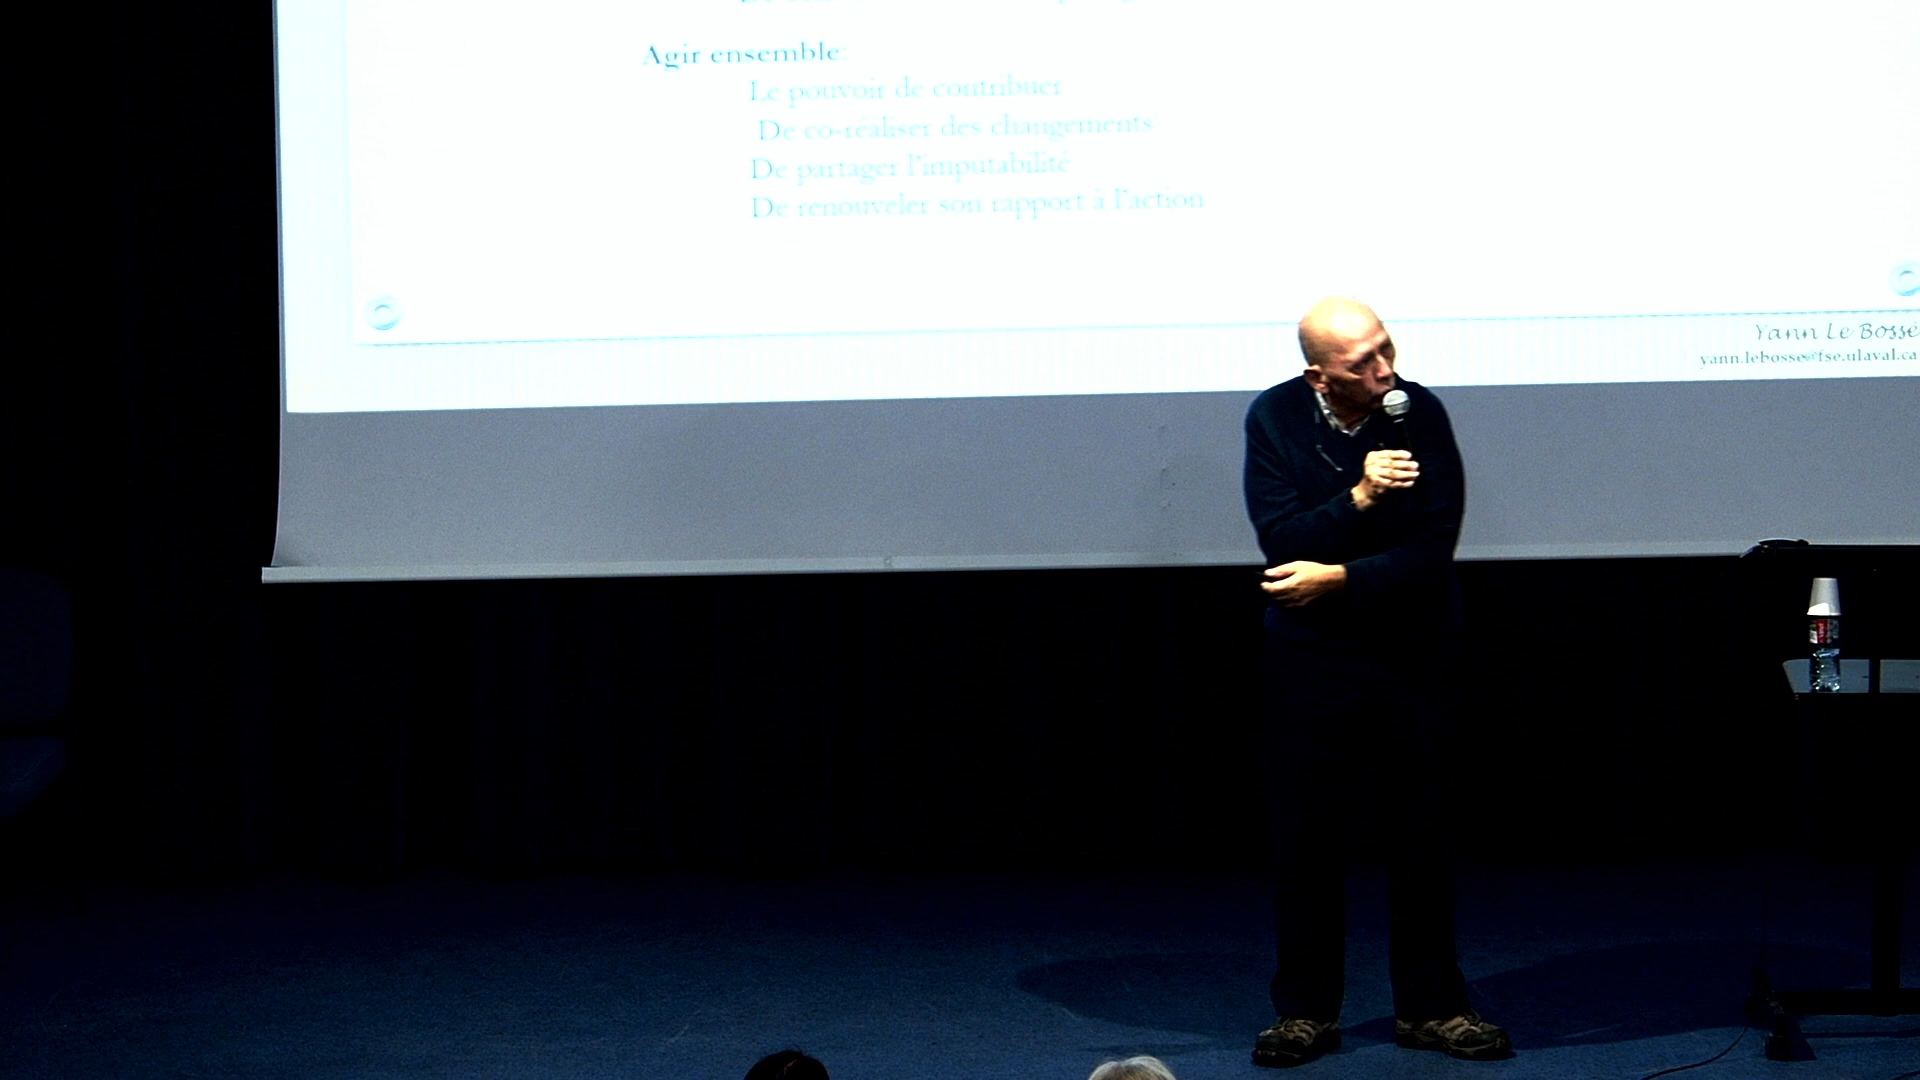 Agir ensemble:
Le pouvoir de contribuer
De co-réaliser des changements
De partager l'imputabilité
De renouveler son rapport à l'action
Yann Le Bossé
yann.lebosse@fse.ulaval.ca